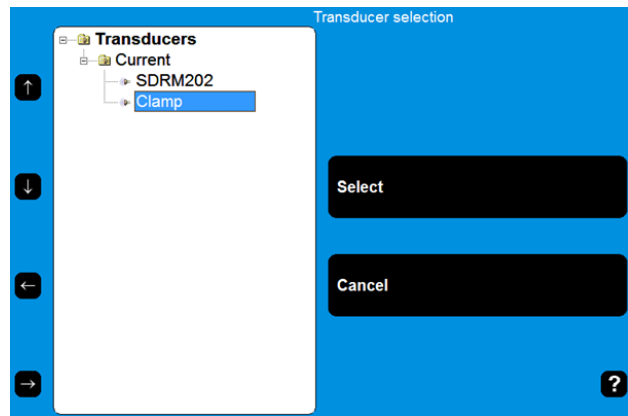 Transducer selection
Transducers
Current
SDRM202
Clamp
↑
↓
Select
←
Cancel
→
?